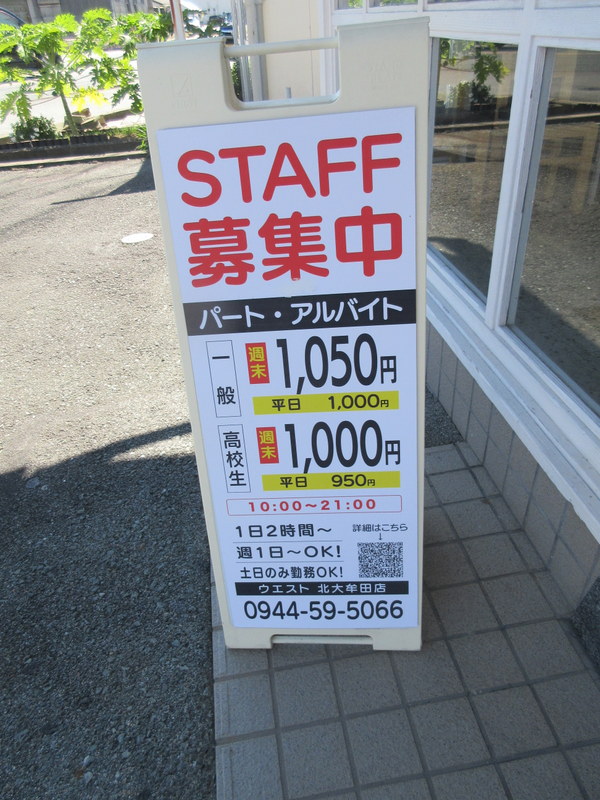 STAFF
募集中
パート・アルバイト
一般
週末 1,050円
平日 1,000円
高校生
週末 1,000円
平日 950円
10:00～21:00
1日2時間～
週1日～OK!
土日のみ勤務OK!
詳細はこちら
↓
ウエスト 北大牟田店
0944-59-5066